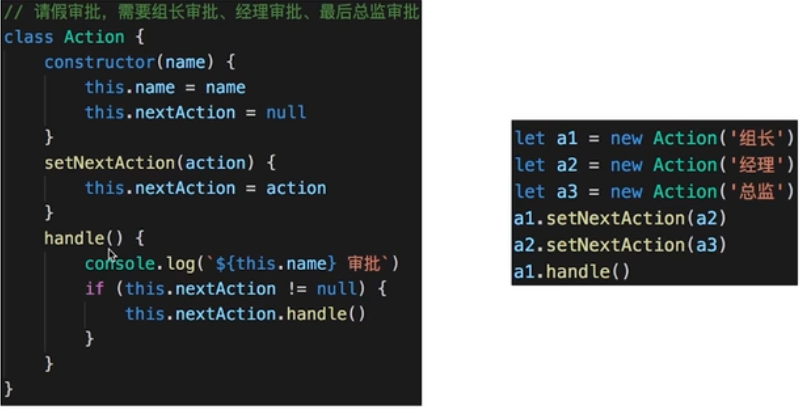 // 请假审批，需要组长审批、经理审批、最后总监审批
class Action {
    constructor(name) {
        this.name = name
        this.nextAction = null
    }
    setNextAction(action) {
        this.nextAction = action
    }
    handle() {
        console.log(`${this.name} 审批`)
        if (this.nextAction != null) {
            this.nextAction.handle()
        }
    }
}
let a1 = new Action('组长')
let a2 = new Action('经理')
let a3 = new Action('总监')
a1.setNextAction(a2)
a2.setNextAction(a3)
a1.handle()